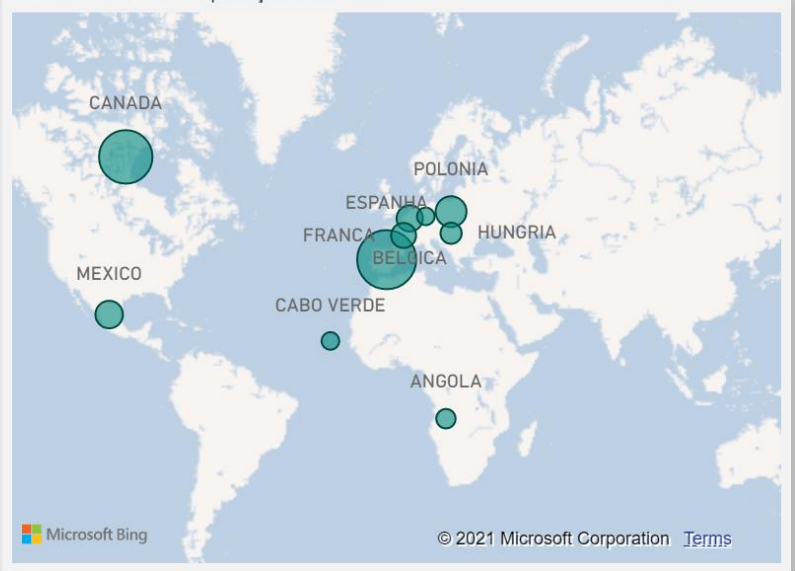 CANADA
POLONIA
ESPANHA
FRANCA
HUNGRIA
BELGICA
MEXICO
CABO VERDE
ANGOLA
Microsoft Bing
© 2021 Microsoft Corporation Terms